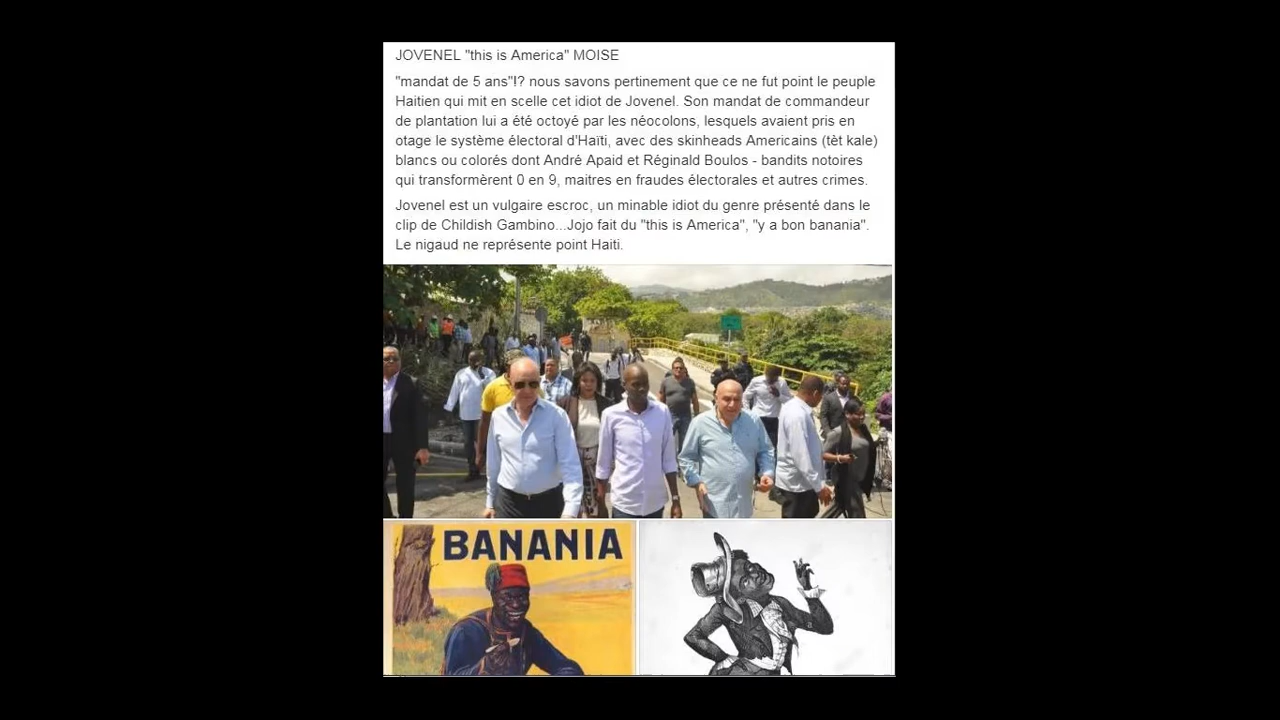 JOVENEL "this is America" MOISE
"mandat de 5 ans"!? nous savons pertinement que ce ne fut point le peuple
Haitien qui mit en scelle cet idiot de Jovenel. Son mandat de commandeur
de plantation lui a été octoyé par les néocolons, lesquels avaient pris en
otage le système électoral d'Haïti, avec des skinheads Americains (tèt kale)
blancs ou colorés dont André Apaid et Réginald Boulos - bandits notoires
qui transformèrent 0 en 9, maitres en fraudes électorales et autres crimes.
Jovenel est un vulgaire escroc, un minable idiot du genre présenté dans le
clip de Childish Gambino...Jojo fait du "this is America", "y a bon banania".
Le nigaud ne représente point Haiti.
BANANIA